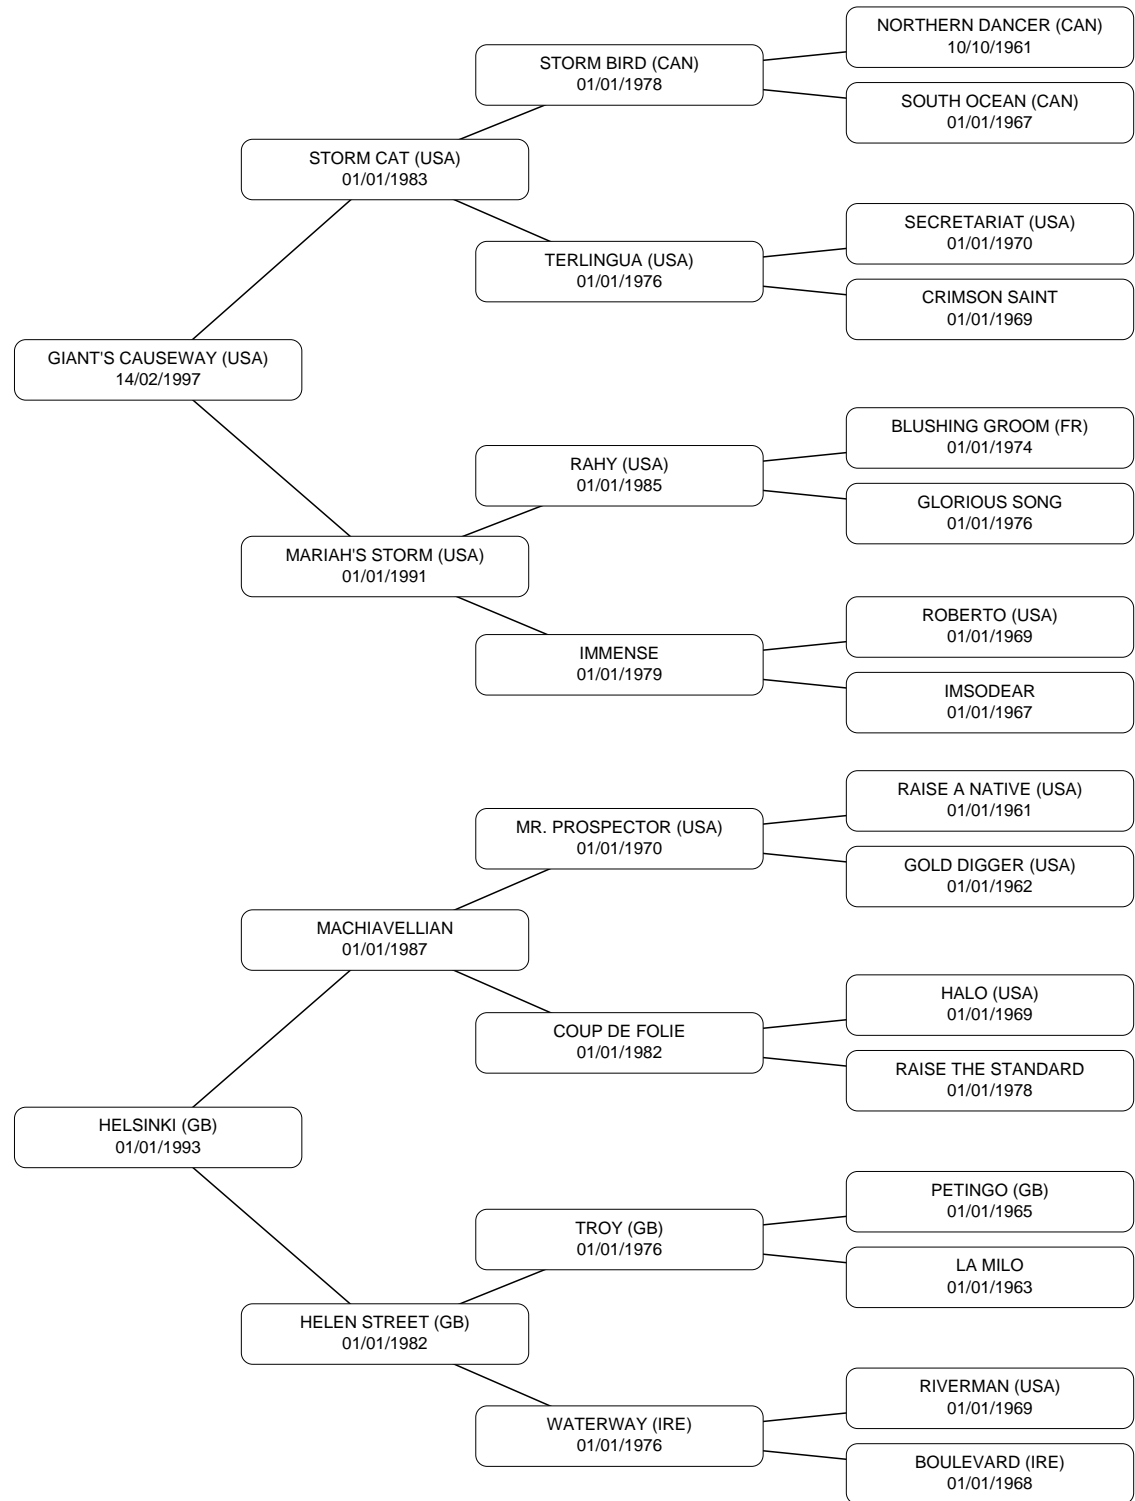 NORTHERN DANCER (CAN)
10/10/1961
STORM BIRD (CAN)
01/01/1978
SOUTH OCEAN (CAN)
01/01/1967
STORM CAT (USA)
01/01/1983
SECRETARIAT (USA)
01/01/1970
TERLINGUA (USA)
01/01/1976
CRIMSON SAINT
01/01/1969
GIANT'S CAUSEWAY (USA)
14/02/1997
BLUSHING GROOM (FR)
01/01/1974
RAHY (USA)
01/01/1985
GLORIOUS SONG
01/01/1976
MARIAH'S STORM (USA)
01/01/1991
ROBERTO (USA)
01/01/1969
IMMENSE
01/01/1979
IMSODEAR
01/01/1967
RAISE A NATIVE (USA)
01/01/1961
MR. PROSPECTOR (USA)
01/01/1970
GOLD DIGGER (USA)
01/01/1962
MACHIAVELLIAN
01/01/1987
HALO (USA)
01/01/1969
COUP DE FOLIE
01/01/1982
RAISE THE STANDARD
01/01/1978
HELSINKI (GB)
01/01/1993
PETINGO (GB)
01/01/1965
TROY (GB)
01/01/1976
LA MILO
01/01/1963
HELEN STREET (GB)
01/01/1982
RIVERMAN (USA)
01/01/1969
WATERWAY (IRE)
01/01/1976
BOULEVARD (IRE)
01/01/1968